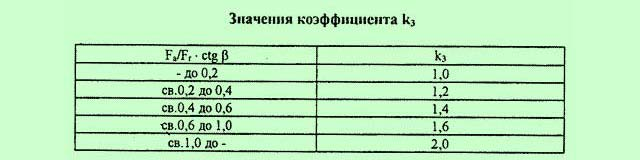 Значения коэффициента k₃
Fₐ/Fᵣ · ctg β k₃
- до 0,2 1,0
св.0,2 до 0,4 1,2
св.0,4 до 0,6 1,4
св.0,6 до 1,0 1,6
св.1,0 до - 2,0